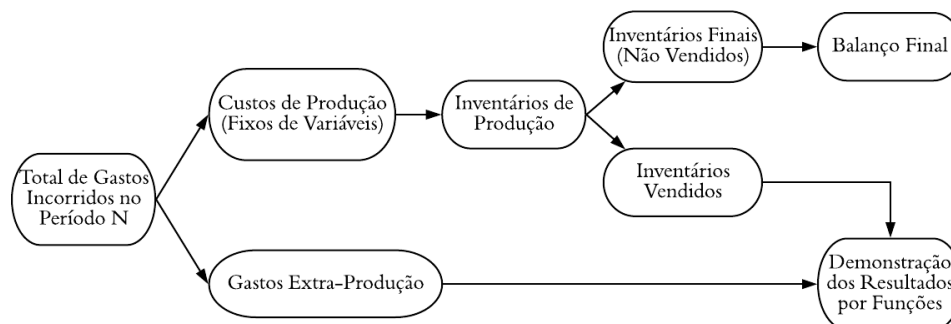 Inventários Finais
(Não Vendidos)
Balanço Final
Custos de Produção
(Fixos de Variáveis)
Inventários de
Produção
Inventários
Vendidos
Total de Gastos
Incorridos no
Período N
Gastos Extra-Produção
Demonstração
dos Resultados
por Funções